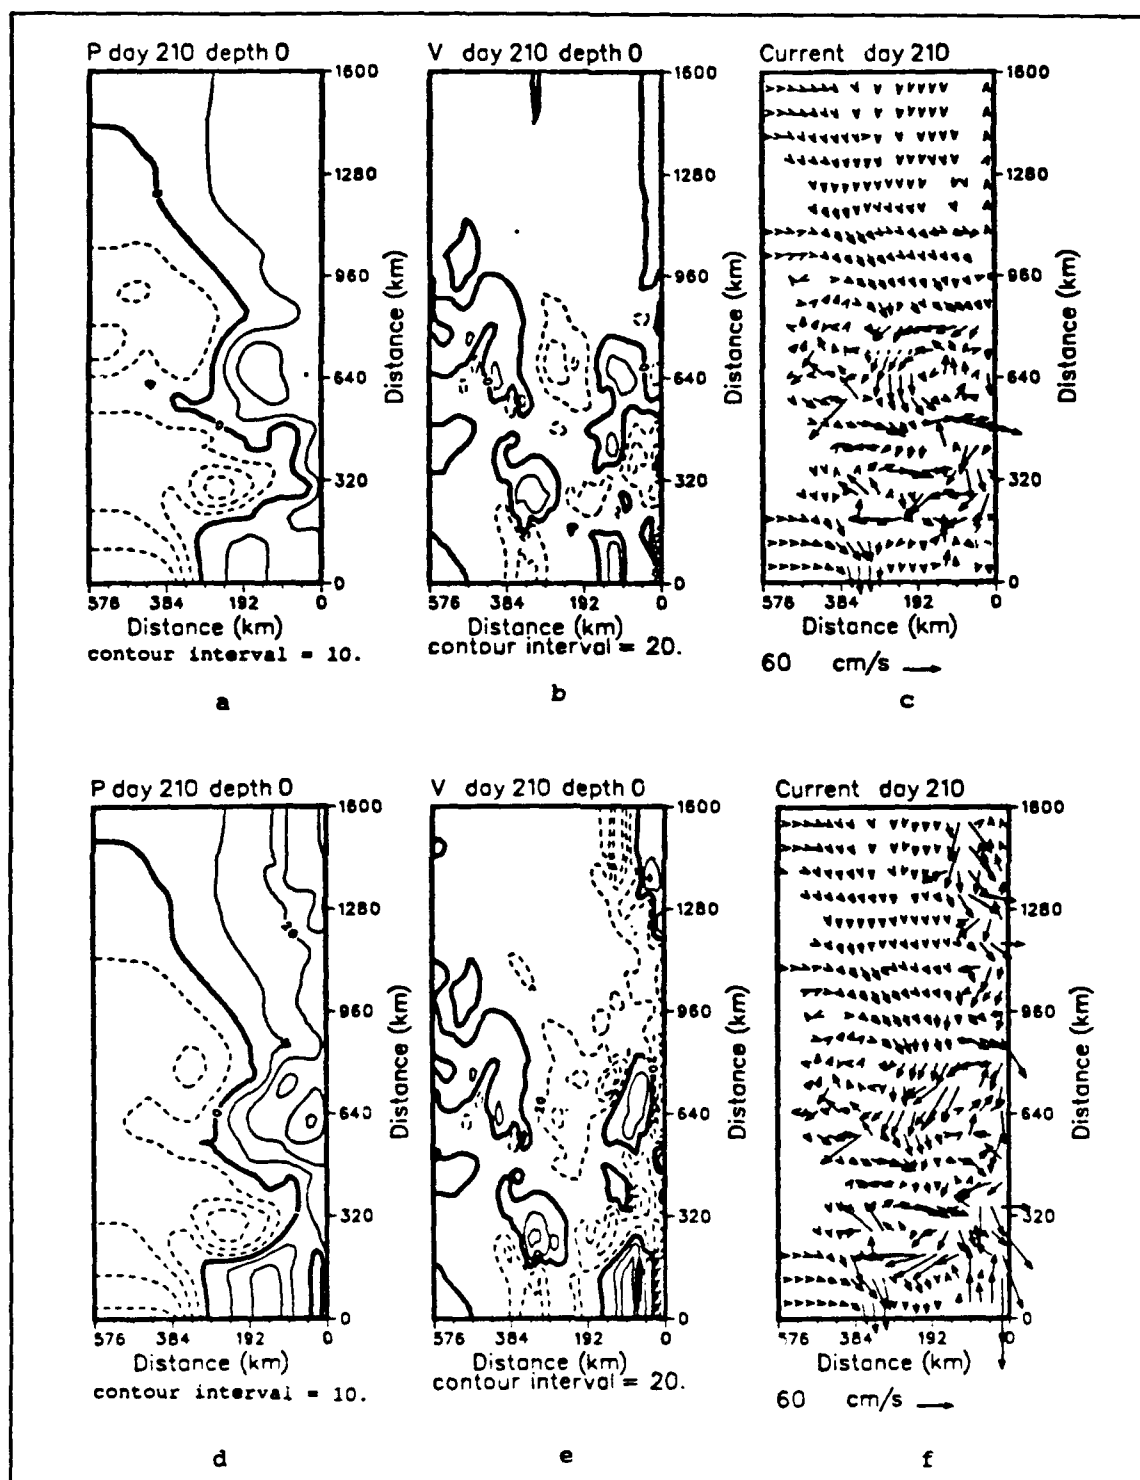 P day 210 depth 0
V day 210 depth 0
Current day 210
1600
1280
960
640
320
0
Distance (km)
576 384 192 0
Distance (km)
contour interval = 10.
a
0
0
1600
1280
960
640
320
0
Distance (km)
576 384 192 0
Distance (km)
contour interval = 20.
b
1600
1280
960
640
320
0
Distance (km)
576 384 192 0
Distance (km)
60 cm/s
c
P day 210 depth 0
V day 210 depth 0
Current day 210
1600
1280
960
640
320
0
Distance (km)
576 384 192 0
Distance (km)
contour interval = 10.
d
0
1600
1280
960
640
320
0
Distance (km)
576 384 192 0
Distance (km)
contour interval = 20.
e
1600
1280
960
640
320
0
Distance (km)
576 384 192 0
Distance (km)
60 cm/s
f